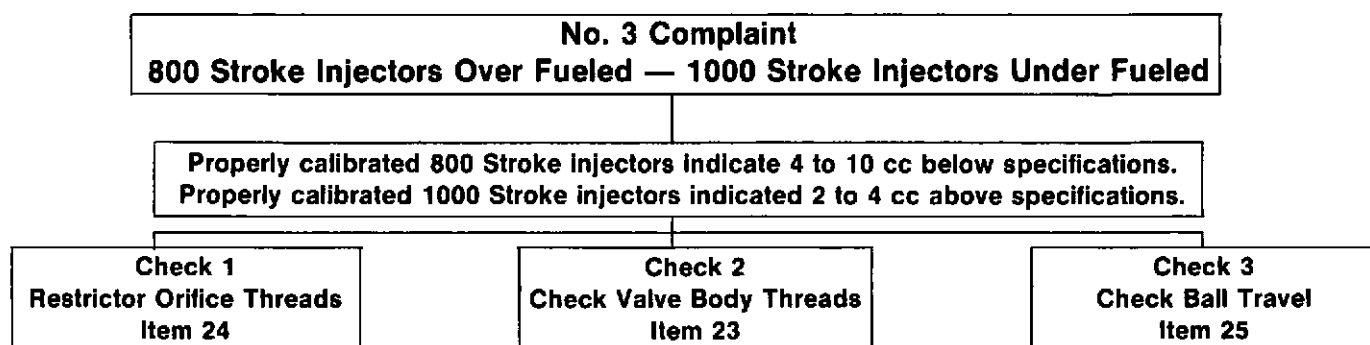 No. 3 Complaint
800 Stroke Injectors Over Fueled — 1000 Stroke Injectors Under Fueled
Properly calibrated 800 Stroke injectors indicate 4 to 10 cc below specifications.
Properly calibrated 1000 Stroke injectors indicated 2 to 4 cc above specifications.
Check 1
Restrictor Orifice Threads
Item 24
Check 2
Check Valve Body Threads
Item 23
Check 3
Check Ball Travel
Item 25